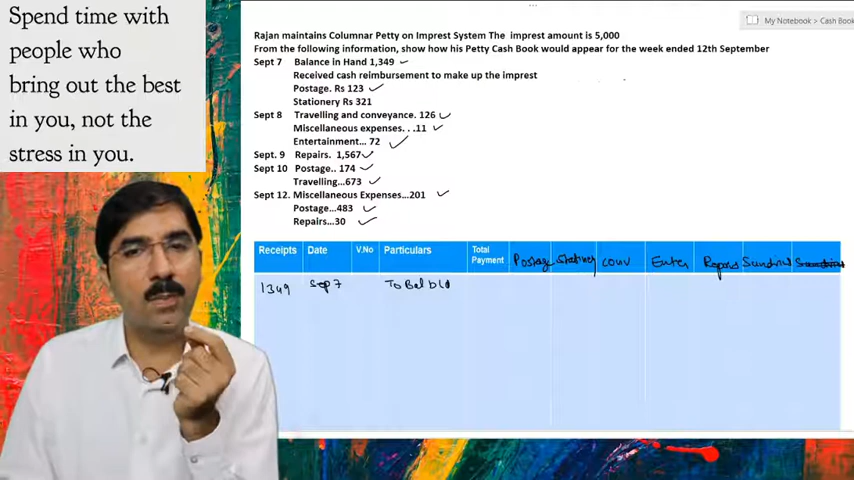 Spend time with
people who
bring out the best
in you, not the
stress in you.
My Notebook > Cash Book
Rajan maintains Columnar Petty on Imprest System The imprest amount is 5,000
From the following information, show how his Petty Cash Book would appear for the week ended 12th September
Sept 7 Balance in Hand 1,349
Received cash reimbursement to make up the imprest
Postage. Rs 123
Stationery Rs 321
Sept 8 Travelling and conveyance. 126
Miscellaneous expenses. . .11
Entertainment... 72
Sept. 9 Repairs. 1,567
Sept 10 Postage.. 174
Travelling...673
Sept 12. Miscellaneous Expenses...201
Postage...483
Repairs...30
Receipts Date V.No Particulars Total Payment Postage conv Enter Repairs
1349 Sep 7 To Bal b/d